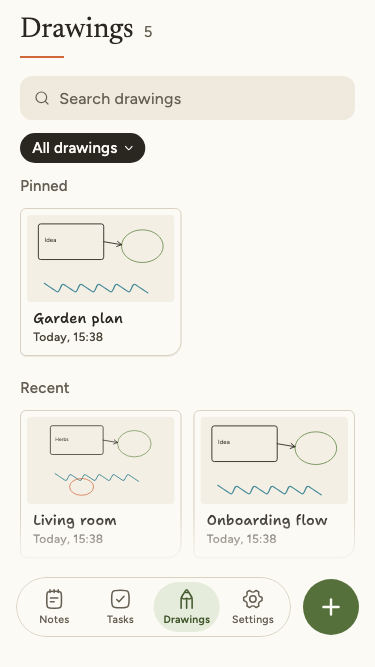 Drawings 5
Search drawings
All drawings
Pinned
Idea
Garden plan
Today, 15:38
Recent
Herbs
Living room
Today, 15:38
Idea
Onboarding flow
Today, 15:38
Notes
Tasks
Drawings
Settings